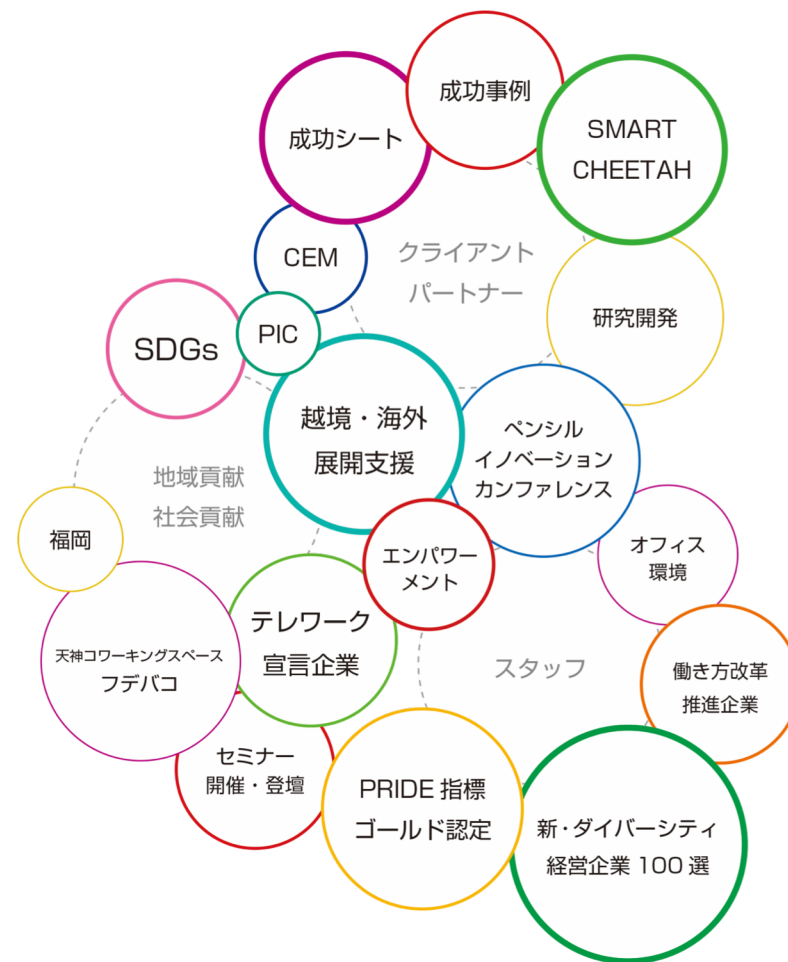 成功事例
成功シート
SMART
CHEETAH
CEM
クライアント
パートナー
PIC
SDGs
研究開発
越境・海外
展開支援
ペンシル
イノベーション
カンファレンス
地域貢献
社会貢献
福岡
エンパワー
メント
オフィス
環境
テレワーク
宣言企業
天神コワーキングスペース
フデバコ
スタッフ
働き方改革
推進企業
セミナー
開催・登壇
PRIDE 指標
ゴールド認定
新・ダイバーシティ
経営企業 100 選